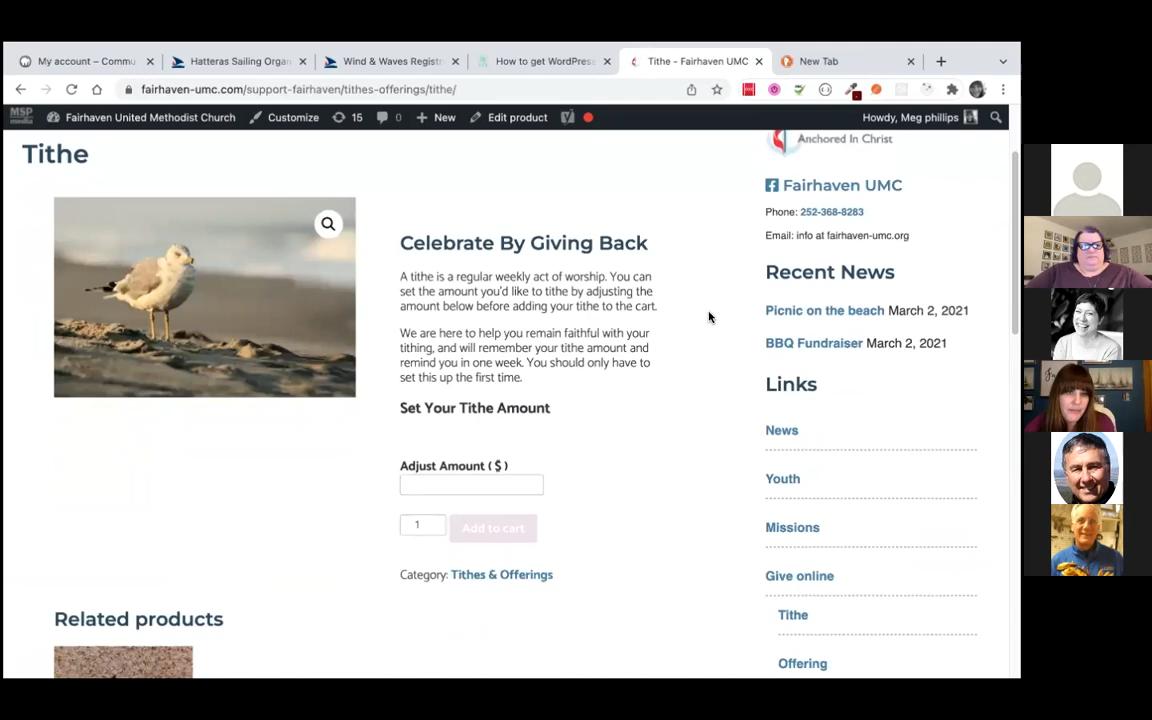 My account – Commu
Hatteras Sailing Organ
Wind & Waves Registr
How to get WordPress
Tithe - Fairhaven UMC
New Tab
fairhaven-umc.com/support-fairhaven/tithes-offerings/tithe/
MSP media
Fairhaven United Methodist Church
Customize
15
0
New
Edit product
Howdy, Meg phillips
Tithe
Celebrate By Giving Back
A tithe is a regular weekly act of worship. You can
set the amount you'd like to tithe by adjusting the
amount below before adding your tithe to the cart.
We are here to help you remain faithful with your
tithing, and will remember your tithe amount and
remind you in one week. You should only have to
set this up the first time.
Set Your Tithe Amount
Adjust Amount ( $ )
1
Add to cart
Category: Tithes & Offerings
Related products
Anchored In Christ
Fairhaven UMC
Phone: 252-368-8283
Email: info at fairhaven-umc.org
Recent News
Picnic on the beach March 2, 2021
BBQ Fundraiser March 2, 2021
Links
News
Youth
Missions
Give online
Tithe
Offering